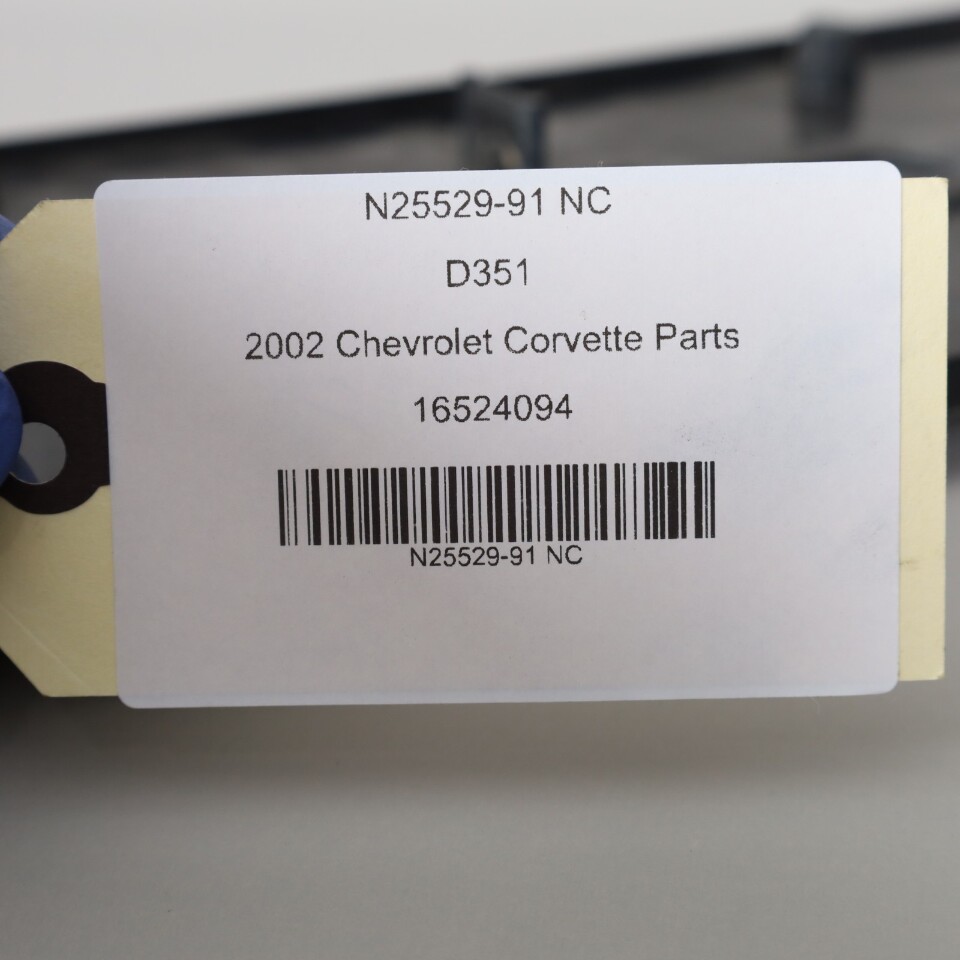 N25529-91 NC
D351
2002 Chevrolet Corvette Parts
16524094
N25529-91 NC